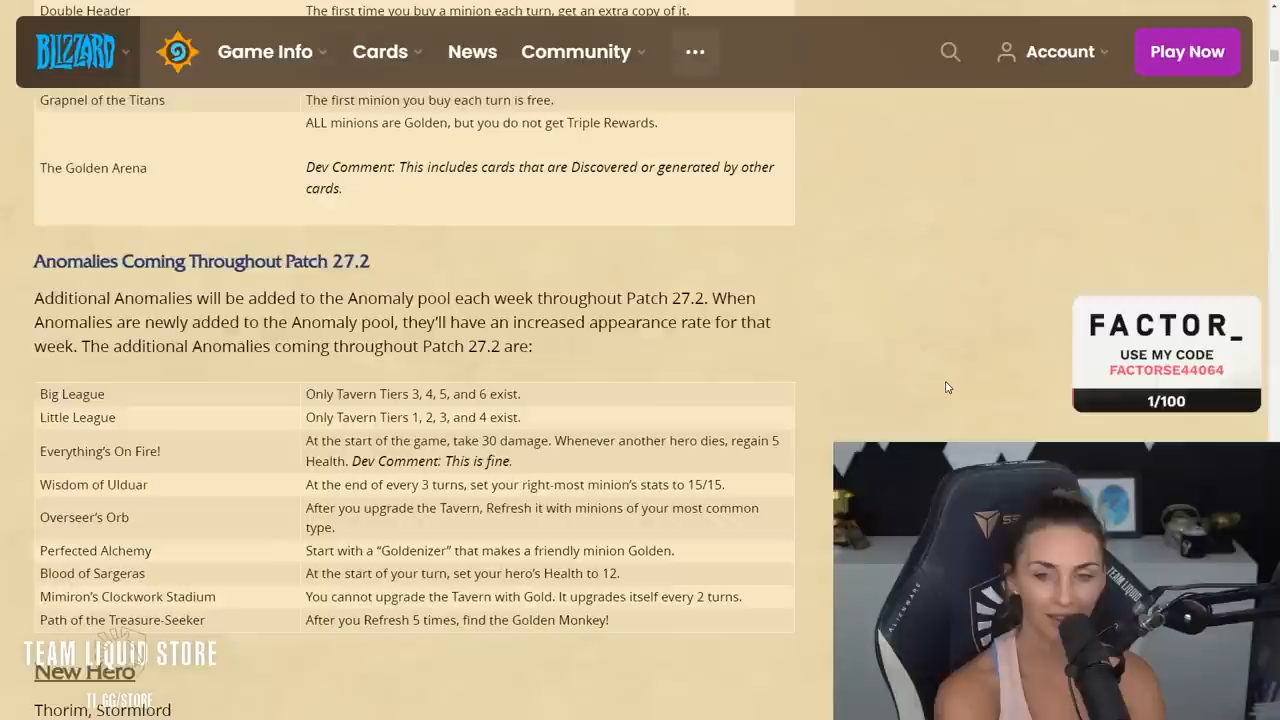 Double Header
The first time you buy a minion each turn, get an extra copy of it.
BLIZZARD
Game Info
Cards
News
Community
Account
Play Now
Grapnel of the Titans
The first minion you buy each turn is free.
ALL minions are Golden, but you do not get Triple Rewards.
The Golden Arena
Dev Comment: This includes cards that are Discovered or generated by other
cards.
Anomalies Coming Throughout Patch 27.2
Additional Anomalies will be added to the Anomaly pool each week throughout Patch 27.2. When
Anomalies are newly added to the Anomaly pool, they’ll have an increased appearance rate for that
week. The additional Anomalies coming throughout Patch 27.2 are:
Big League
Only Tavern Tiers 3, 4, 5, and 6 exist.
Little League
Only Tavern Tiers 1, 2, 3, and 4 exist.
Everything’s On Fire!
At the start of the game, take 30 damage. Whenever another hero dies, regain 5
Health. Dev Comment: This is fine.
Wisdom of Ulduar
At the end of every 3 turns, set your right-most minion’s stats to 15/15.
Overseer’s Orb
After you upgrade the Tavern, Refresh it with minions of your most common
type.
Perfected Alchemy
Start with a “Goldenizer” that makes a friendly minion Golden.
Blood of Sargeras
At the start of your turn, set your hero’s Health to 12.
Mimiron’s Clockwork Stadium
You cannot upgrade the Tavern with Gold. It upgrades itself every 2 turns.
Path of the Treasure-Seeker
After you Refresh 5 times, find the Golden Monkey!
TEAM LIQUID STORE
New Hero
TL.GG/STORE
Thorim, Stormlord
FACTOR_
USE MY CODE
FACTORSE44064
1/100
ALIENWARE
TEAM LIQUID